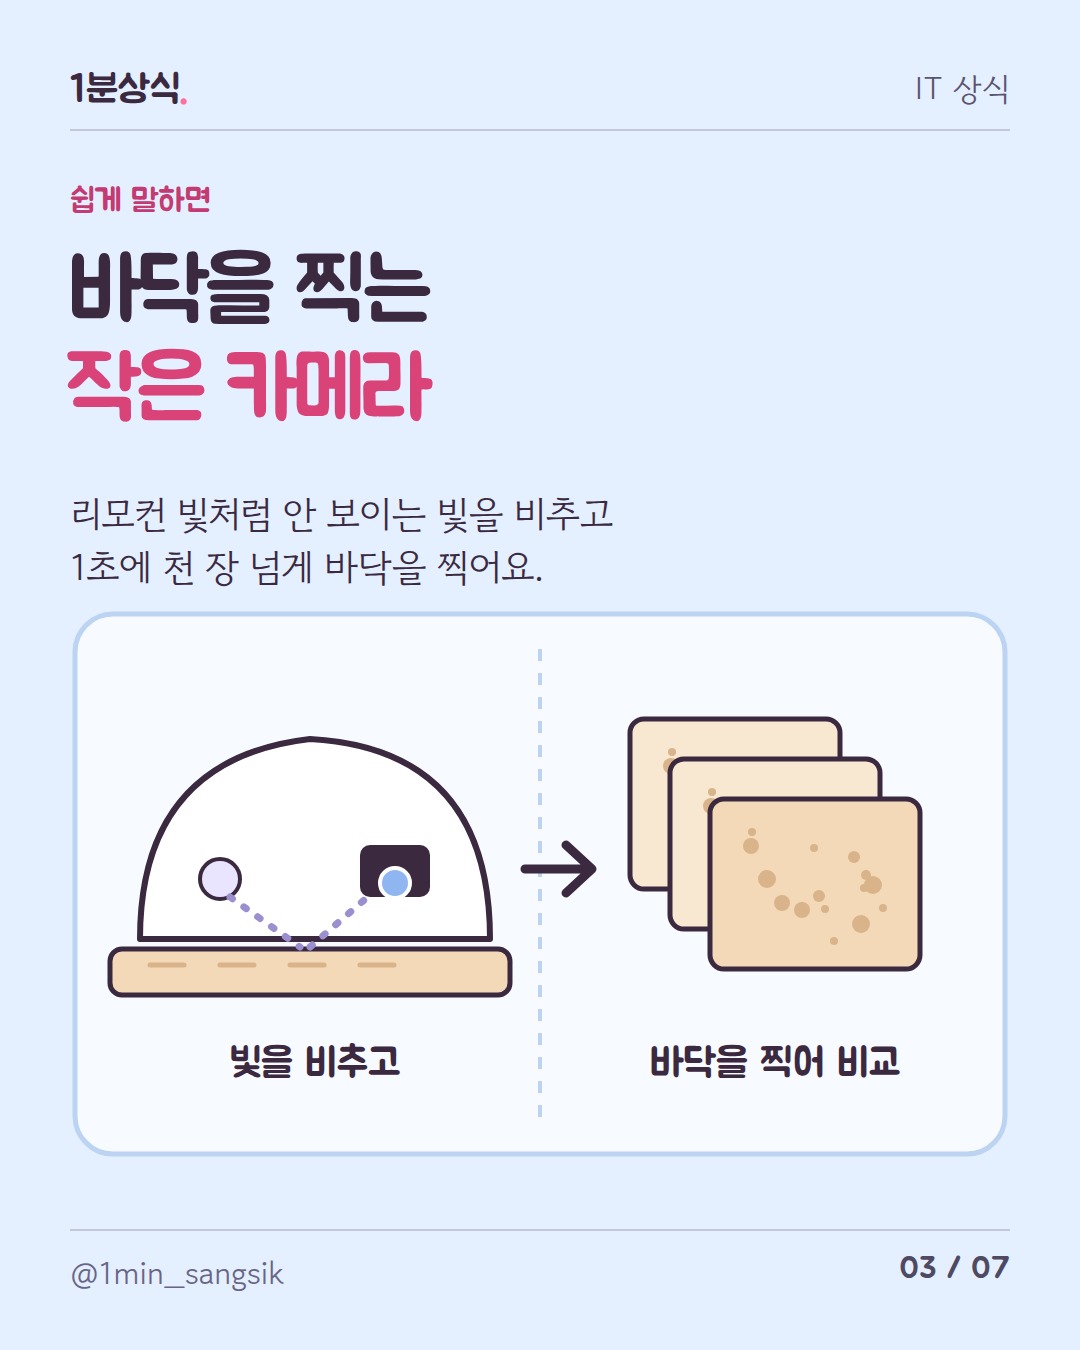 1분상식.
IT 상식
쉽게 말하면
바닥을 찍는
작은 카메라
리모컨 빛처럼 안 보이는 빛을 비추고
1초에 천 장 넘게 바닥을 찍어요.
빛을 비추고
바닥을 찍어 비교
@1min_sangsik
03 / 07